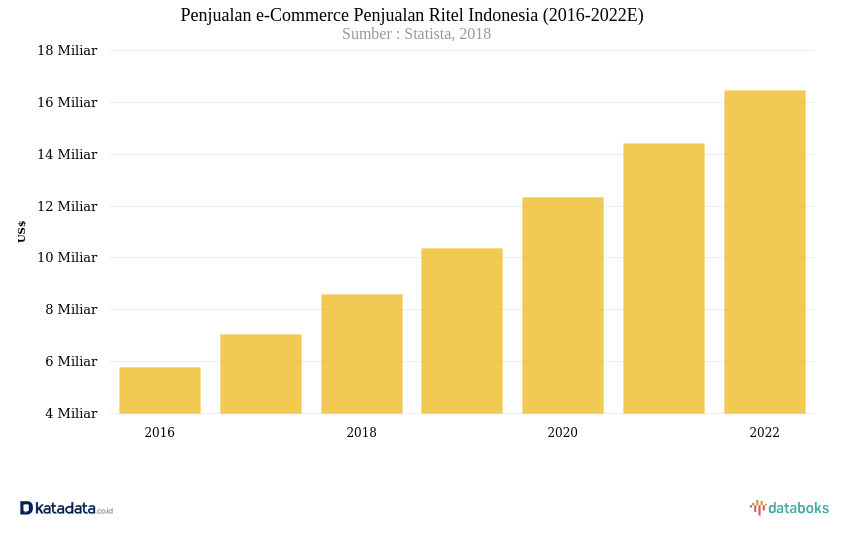 Penjualan e-Commerce Penjualan Ritel Indonesia (2016-2022E)
Sumber : Statista, 2018
18 Miliar
16 Miliar
14 Miliar
12 Miliar
10 Miliar
8 Miliar
6 Miliar
4 Miliar
US$
2016 2018 2020 2022
katadata.co.id
databoks